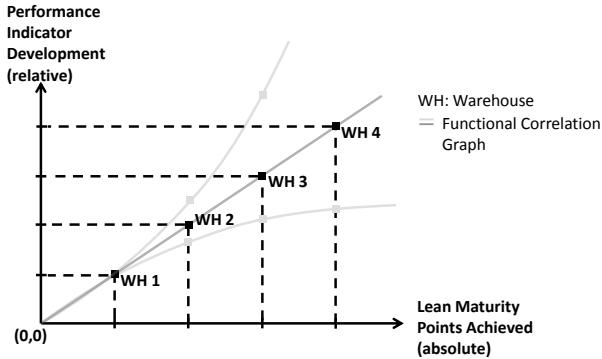 Performance
Indicator
Development
(relative)
WH: Warehouse
Functional Correlation
Graph
WH 4
WH 3
WH 2
WH 1
(0,0)
Lean Maturity
Points Achieved
(absolute)